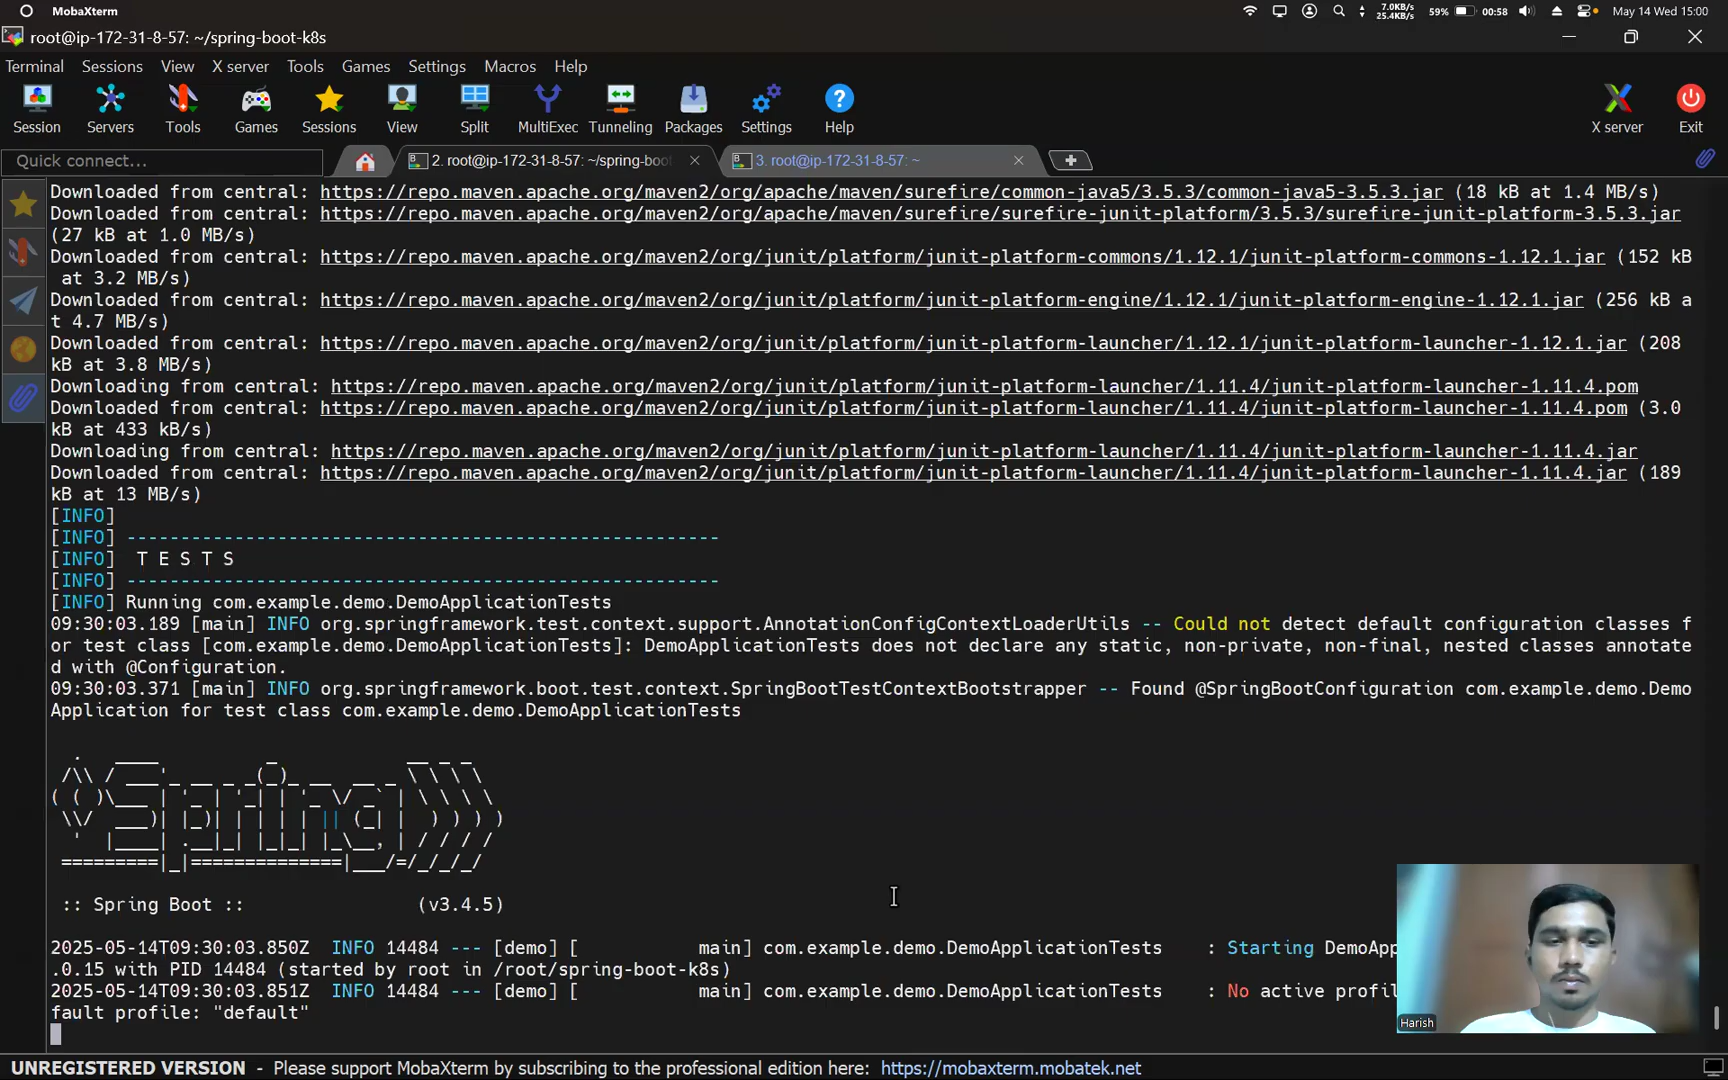 MobaXterm
7.0KB/s
25.4KB/s
59%
00:58
May 14 Wed 15:00
root@ip-172-31-8-57: ~/spring-boot-k8s
Terminal Sessions View X server Tools Games Settings Macros Help
Session Servers Tools Games Sessions View Split MultiExec Tunneling Packages Settings Help X server Exit
Quick connect...
2. root@ip-172-31-8-57: ~/spring-boo
3. root@ip-172-31-8-57: ~
Downloaded from central: https://repo.maven.apache.org/maven2/org/apache/maven/surefire/common-java5/3.5.3/common-java5-3.5.3.jar (18 kB at 1.4 MB/s)
Downloaded from central: https://repo.maven.apache.org/maven2/org/apache/maven/surefire/surefire-junit-platform/3.5.3/surefire-junit-platform-3.5.3.jar
(27 kB at 1.0 MB/s)
Downloaded from central: https://repo.maven.apache.org/maven2/org/junit/platform/junit-platform-commons/1.12.1/junit-platform-commons-1.12.1.jar (152 kB
at 3.2 MB/s)
Downloaded from central: https://repo.maven.apache.org/maven2/org/junit/platform/junit-platform-engine/1.12.1/junit-platform-engine-1.12.1.jar (256 kB a
t 4.7 MB/s)
Downloaded from central: https://repo.maven.apache.org/maven2/org/junit/platform/junit-platform-launcher/1.12.1/junit-platform-launcher-1.12.1.jar (208
kB at 3.8 MB/s)
Downloading from central: https://repo.maven.apache.org/maven2/org/junit/platform/junit-platform-launcher/1.11.4/junit-platform-launcher-1.11.4.pom
Downloaded from central: https://repo.maven.apache.org/maven2/org/junit/platform/junit-platform-launcher/1.11.4/junit-platform-launcher-1.11.4.pom (3.0
kB at 433 kB/s)
Downloading from central: https://repo.maven.apache.org/maven2/org/junit/platform/junit-platform-launcher/1.11.4/junit-platform-launcher-1.11.4.jar
Downloaded from central: https://repo.maven.apache.org/maven2/org/junit/platform/junit-platform-launcher/1.11.4/junit-platform-launcher-1.11.4.jar (189
kB at 13 MB/s)
[INFO]
[INFO] -------------------------------------------------------
[INFO]  T E S T S
[INFO] -------------------------------------------------------
[INFO] Running com.example.demo.DemoApplicationTests
09:30:03.189 [main] INFO org.springframework.test.context.support.AnnotationConfigContextLoaderUtils -- Could not detect default configuration classes f
or test class [com.example.demo.DemoApplicationTests]: DemoApplicationTests does not declare any static, non-private, non-final, nested classes annotate
d with @Configuration.
09:30:03.371 [main] INFO org.springframework.boot.test.context.SpringBootTestContextBootstrapper -- Found @SpringBootConfiguration com.example.demo.Demo
Application for test class com.example.demo.DemoApplicationTests
Spring
:: Spring Boot :: (v3.4.5)
2025-05-14T09:30:03.850Z  INFO 14484 --- [demo] [           main] com.example.demo.DemoApplicationTests    : Starting DemoApp
.0.15 with PID 14484 (started by root in /root/spring-boot-k8s)
2025-05-14T09:30:03.851Z  INFO 14484 --- [demo] [           main] com.example.demo.DemoApplicationTests    : No active profil
fault profile: "default"
Harish
UNREGISTERED VERSION - Please support MobaXterm by subscribing to the professional edition here: https://mobaxterm.mobatek.net